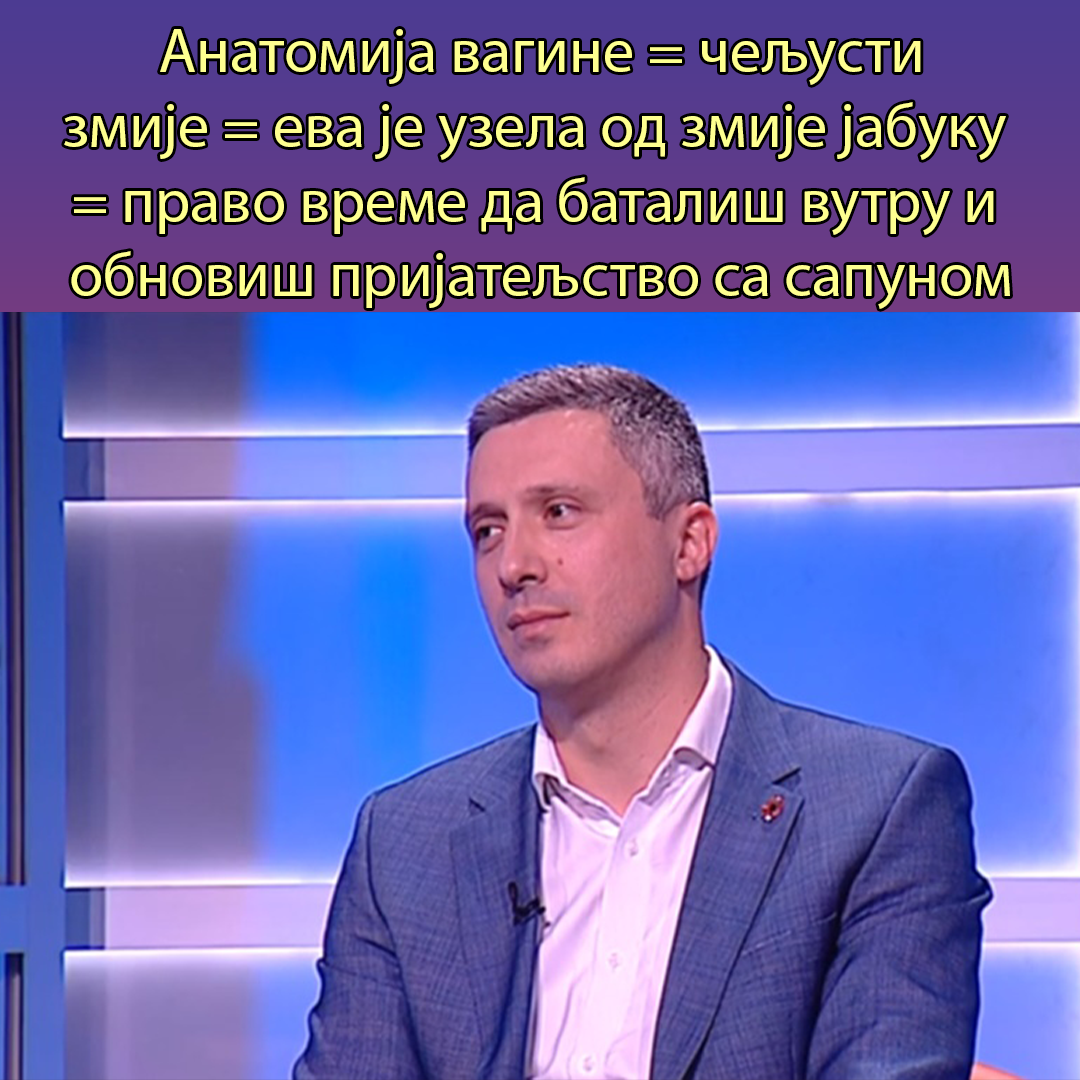 Анатомија вагине = чељусти
змије = ева је узела од змије јабуку
= право време да баталиш вутру и
обновиш пријатељство са сапуном